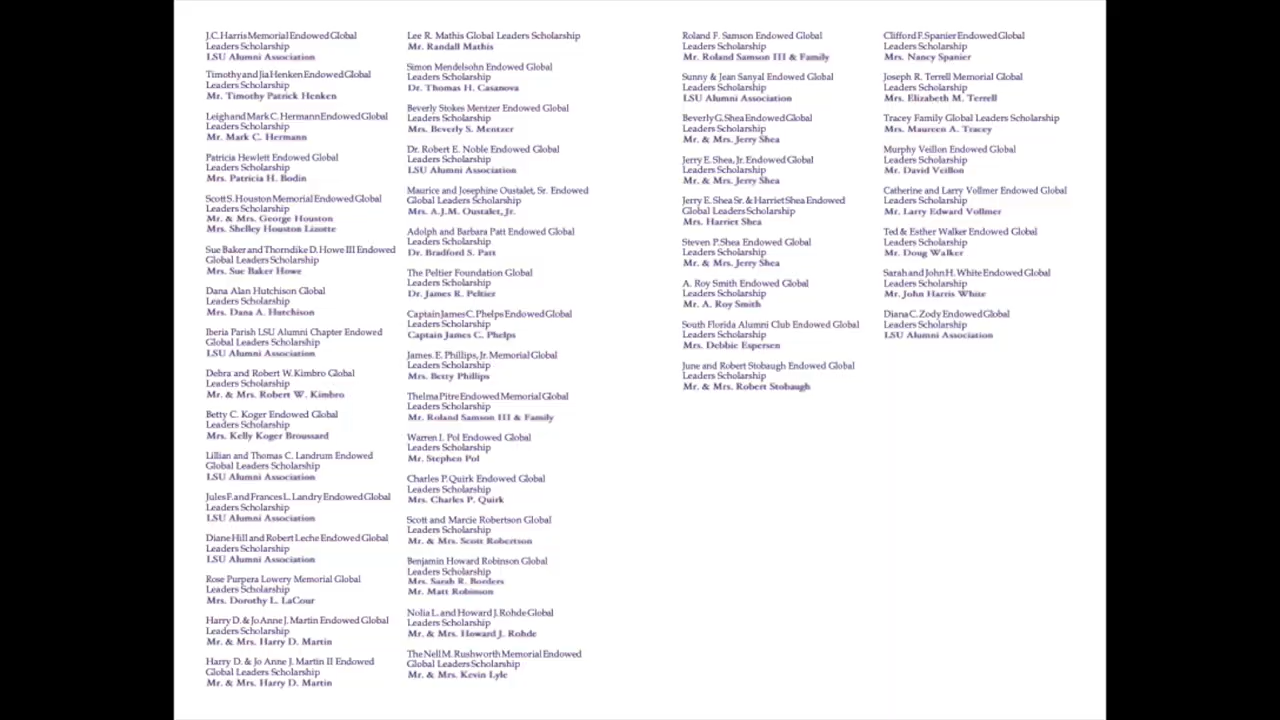 J.C. Harris Memorial Endowed Global
Leaders Scholarship
LSU Alumni Association
Timothy and Jia Henken Endowed Global
Leaders Scholarship
Mr. Timothy Patrick Henken
Leigh and Mark C. Hermann Endowed Global
Leaders Scholarship
Mr. Mark C. Hermann
Patricia Hewlett Endowed Global
Leaders Scholarship
Mrs. Patricia H. Bodin
Scott S. Houston Memorial Endowed Global
Leaders Scholarship
Mr. & Mrs. George Houston
Mrs. Shelley Houston Lizotte
Sue Baker and Thorndike D. Howe III Endowed
Global Leaders Scholarship
Mrs. Sue Baker Howe
Dana Alan Hutchison Global
Leaders Scholarship
Mrs. Dana A. Hutchison
Iberia Parish LSU Alumni Chapter Endowed
Global Leaders Scholarship
LSU Alumni Association
Debra and Robert W. Kimbro Global
Leaders Scholarship
Mr. & Mrs. Robert W. Kimbro
Betty C. Koger Endowed Global
Leaders Scholarship
Mrs. Kelly Koger Broussard
Lillian and Thomas C. Landrum Endowed
Global Leaders Scholarship
LSU Alumni Association
Jules F. and Frances L. Landry Endowed Global
Leaders Scholarship
LSU Alumni Association
Diane Hill and Robert Leche Endowed Global
Leaders Scholarship
LSU Alumni Association
Rose Purpera Lowery Memorial Global
Leaders Scholarship
Mrs. Dorothy L. LaCour
Harry D. & Jo Anne J. Martin Endowed Global
Leaders Scholarship
Mr. & Mrs. Harry D. Martin
Harry D. & Jo Anne J. Martin II Endowed
Global Leaders Scholarship
Mr. & Mrs. Harry D. Martin
Lee R. Mathis Global Leaders Scholarship
Mr. Randall Mathis
Simon Mendelsohn Endowed Global
Leaders Scholarship
Dr. Thomas H. Casanova
Beverly Stokes Mentzer Endowed Global
Leaders Scholarship
Mrs. Beverly S. Mentzer
Dr. Robert E. Noble Endowed Global
Leaders Scholarship
LSU Alumni Association
Maurice and Josephine Oustalet, Sr. Endowed
Global Leaders Scholarship
Mrs. A.J.M. Oustalet, Jr.
Adolph and Barbara Patt Endowed Global
Leaders Scholarship
Dr. Bradford S. Patt
The Peltier Foundation Global
Leaders Scholarship
Dr. James R. Peltier
Captain James C. Phelps Endowed Global
Leaders Scholarship
Captain James C. Phelps
James. E. Phillips, Jr. Memorial Global
Leaders Scholarship
Mrs. Betty Phillips
Thelma Pitre Endowed Memorial Global
Leaders Scholarship
Mr. Roland Samson III & Family
Warren I. Pol Endowed Global
Leaders Scholarship
Mr. Stephen Pol
Charles P. Quirk Endowed Global
Leaders Scholarship
Mrs. Charles P. Quirk
Scott and Marcie Robertson Global
Leaders Scholarship
Mr. & Mrs. Scott Robertson
Benjamin Howard Robinson Global
Leaders Scholarship
Mrs. Sarah R. Borders
Mr. Matt Robinson
Nolia L. and Howard J. Rohde Global
Leaders Scholarship
Mr. & Mrs. Howard J. Rohde
The Nell M. Rushworth Memorial Endowed
Global Leaders Scholarship
Mr. & Mrs. Kevin Lyle
Roland F. Samson Endowed Global
Leaders Scholarship
Mr. Roland Samson III & Family
Sunny & Jean Sanyal Endowed Global
Leaders Scholarship
LSU Alumni Association
Beverly G. Shea Endowed Global
Leaders Scholarship
Mr. & Mrs. Jerry Shea
Jerry E. Shea, Jr. Endowed Global
Leaders Scholarship
Mr. & Mrs. Jerry Shea
Jerry E. Shea Sr. & Harriet Shea Endowed
Global Leaders Scholarship
Mrs. Harriet Shea
Steven P. Shea Endowed Global
Leaders Scholarship
Mr. & Mrs. Jerry Shea
A. Roy Smith Endowed Global
Leaders Scholarship
Mr. A. Roy Smith
South Florida Alumni Club Endowed Global
Leaders Scholarship
Mrs. Debbie Espersen
June and Robert Stobaugh Endowed Global
Leaders Scholarship
Mr. & Mrs. Robert Stobaugh
Clifford F. Spanier Endowed Global
Leaders Scholarship
Mrs. Nancy Spanier
Joseph R. Terrell Memorial Global
Leaders Scholarship
Mrs. Elizabeth M. Terrell
Tracey Family Global Leaders Scholarship
Mrs. Maureen A. Tracey
Murphy Veillon Endowed Global
Leaders Scholarship
Mr. David Veillon
Catherine and Larry Vollmer Endowed Global
Leaders Scholarship
Mr. Larry Edward Vollmer
Ted & Esther Walker Endowed Global
Leaders Scholarship
Mr. Doug Walker
Sarah and John H. White Endowed Global
Leaders Scholarship
Mr. John Harris White
Diana C. Zody Endowed Global
Leaders Scholarship
LSU Alumni Association